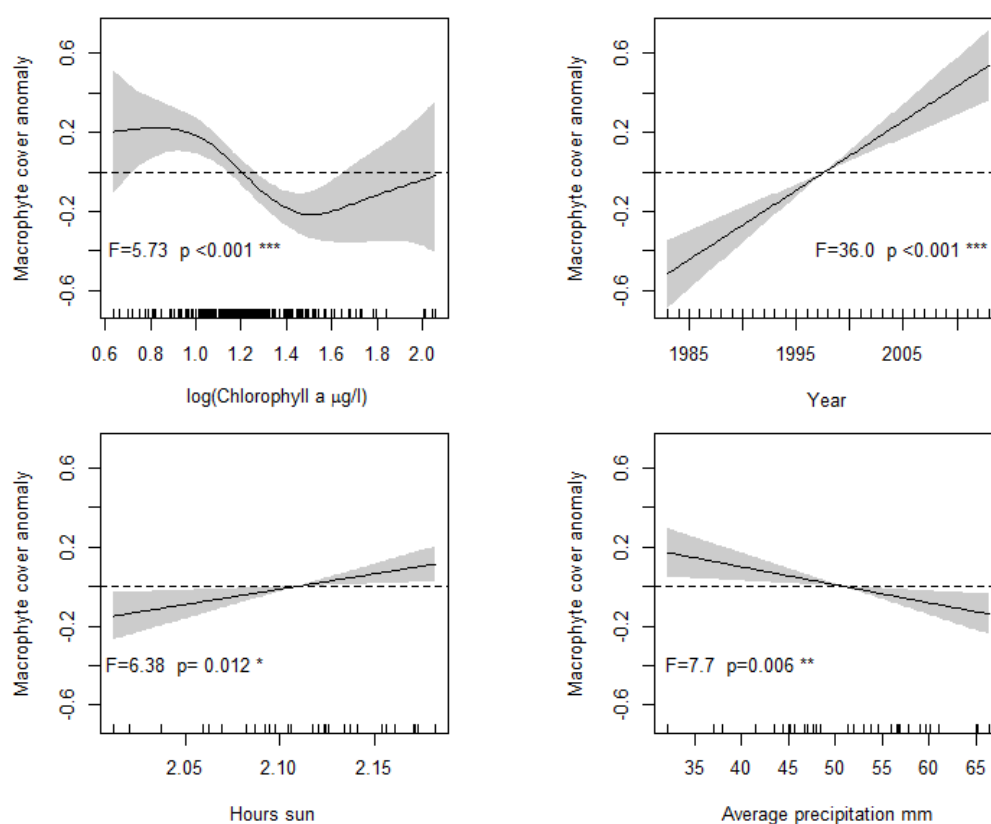 Macrophyte cover anomaly
0.6
0.2
-0.2
-0.6
F=5.73 p <0.001 ***
0.6 0.8 1.0 1.2 1.4 1.6 1.8 2.0
log(Chlorophyll a μg/l)
Macrophyte cover anomaly
0.6
0.2
-0.2
-0.6
F=36.0 p <0.001 ***
1985 1995 2005
Year
Macrophyte cover anomaly
0.6
0.2
-0.2
-0.6
F=6.38 p= 0.012 *
2.05 2.10 2.15
Hours sun
Macrophyte cover anomaly
0.6
0.2
-0.2
-0.6
F=7.7 p=0.006 **
35 40 45 50 55 60 65
Average precipitation mm